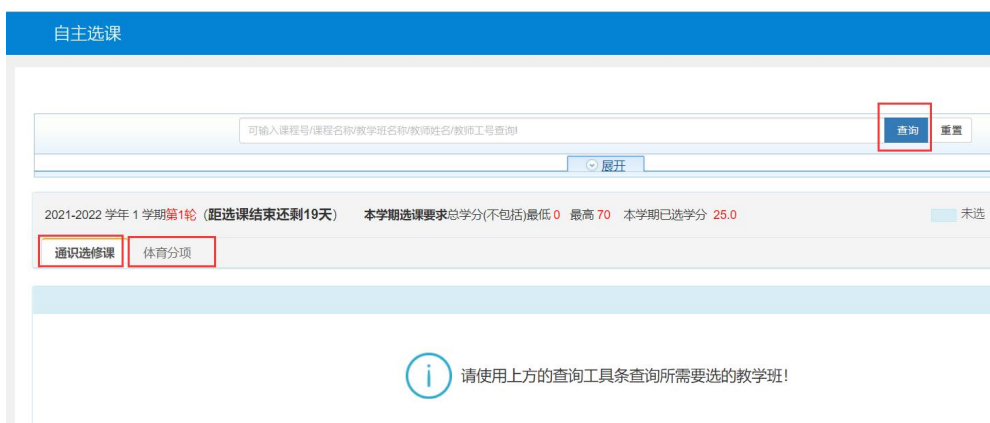 自主选课
可输入课程号/课程名称/教学班名称/教师姓名/教师工号查询!
查询 重置
展开
2021-2022 学年 1 学期第1轮（距选课结束还剩19天） 本学期选课要求总学分(不包括)最低 0 最高 70 本学期已选学分 25.0 未选
通识选修课 体育分项
请使用上方的查询工具条查询所需要选的教学班！